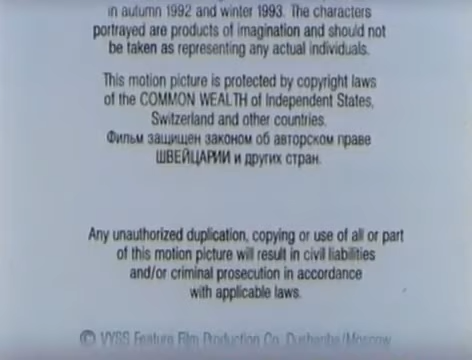 in autumn 1992 and winter 1993. The characters
portrayed are products of imagination and should not
be taken as representing any actual individuals.
This motion picture is protected by copyright laws
of the COMMON WEALTH of Independent States,
Switzerland and other countries.
Фильм защищен законом об авторском праве
ШВЕЙЦАРИИ и других стран.
Any unauthorized duplication, copying or use of all or part
of this motion picture will result in civil liabilities
and/or criminal prosecution in accordance
with applicable laws.
© VYSS Feature Film Production Co. Dushanbe/Moscow